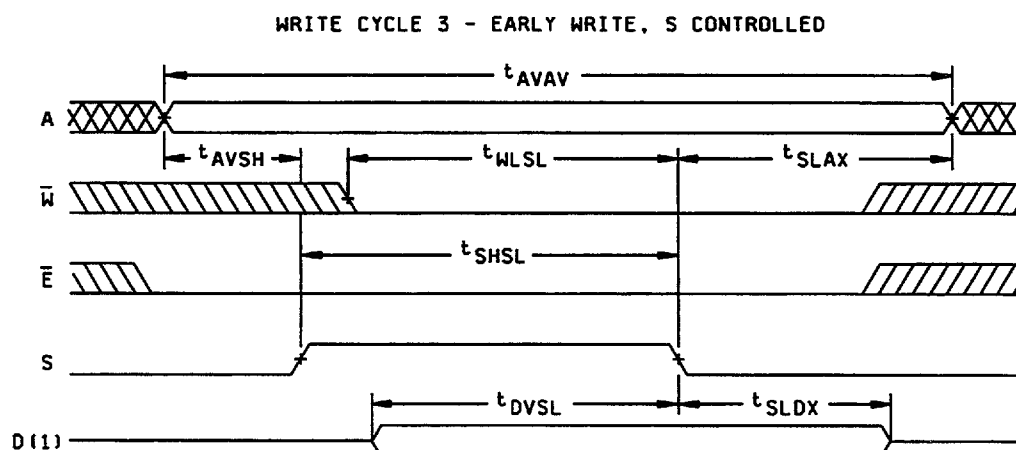 WRITE CYCLE 3 - EARLY WRITE, S CONTROLLED
tAVAV
A
tAVSH
tWLSL
tSLAX
W̅
tSHSL
E̅
S
tDVSL
tSLDX
D(1)